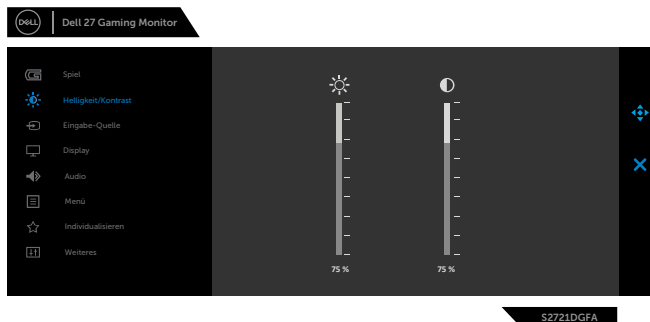 DELL
Dell 27 Gaming Monitor
Spiel
Helligkeit/Kontrast
Eingabe-Quelle
Display
Audio
Menü
Individualisieren
Weiteres
75 % 75 %
S2721DGFA